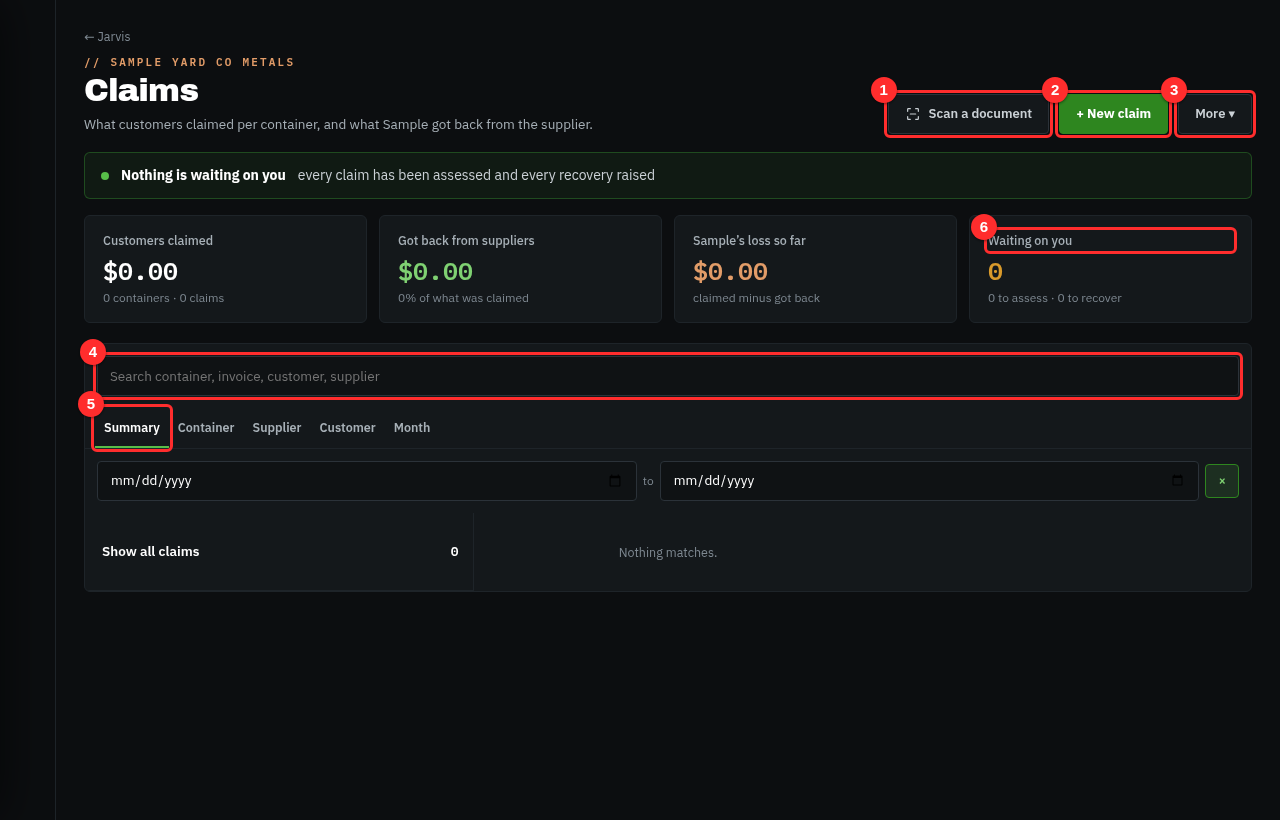 ← Jarvis
// SAMPLE YARD CO METALS
Claims
What customers claimed per container, and what Sample got back from the supplier.
1 Scan a document
2 + New claim
3 More ▾
Nothing is waiting on you every claim has been assessed and every recovery raised
Customers claimed
$0.00
0 containers · 0 claims
Got back from suppliers
$0.00
0% of what was claimed
Sample's loss so far
$0.00
claimed minus got back
6
Waiting on you
0
0 to assess · 0 to recover
4
Search container, invoice, customer, supplier
5
Summary Container Supplier Customer Month
mm/dd/yyyy to mm/dd/yyyy ×
Show all claims 0
Nothing matches.